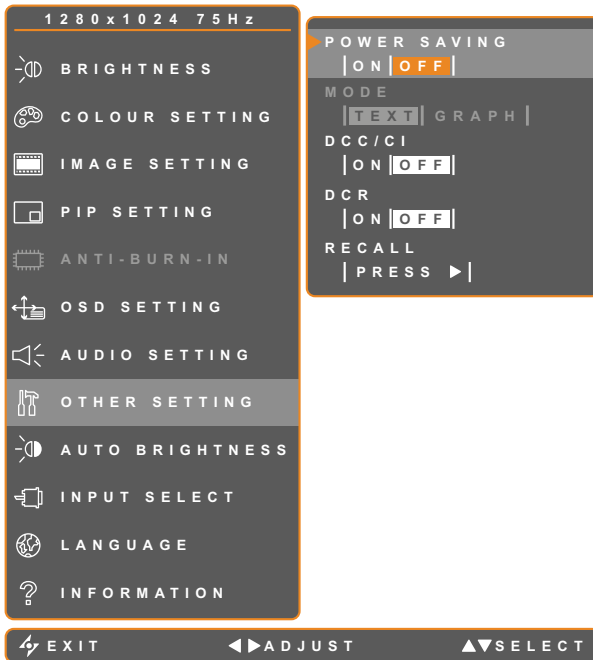 1280x1024 75Hz
BRIGHTNESS
COLOUR SETTING
IMAGE SETTING
PIP SETTING
ANTI-BURN-IN
OSD SETTING
AUDIO SETTING
OTHER SETTING
AUTO BRIGHTNESS
INPUT SELECT
LANGUAGE
INFORMATION
POWER SAVING
ON OFF
MODE
TEXT GRAPH
DCC/CI
ON OFF
DCR
ON OFF
RECALL
PRESS ▶
EXIT ◀▶ADJUST ▲▼SELECT